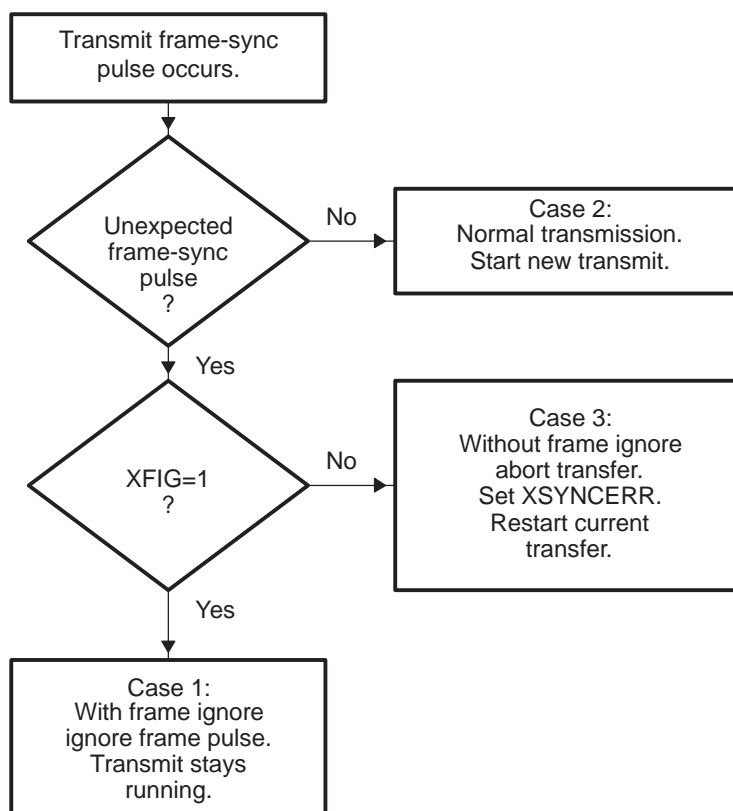 Transmit frame-sync
pulse occurs.
Unexpected
frame-sync
pulse
?
No
Case 2:
Normal transmission.
Start new transmit.
Yes
XFIG=1
?
No
Case 3:
Without frame ignore
abort transfer.
Set XSYNCERR.
Restart current
transfer.
Yes
Case 1:
With frame ignore
ignore frame pulse.
Transmit stays
running.